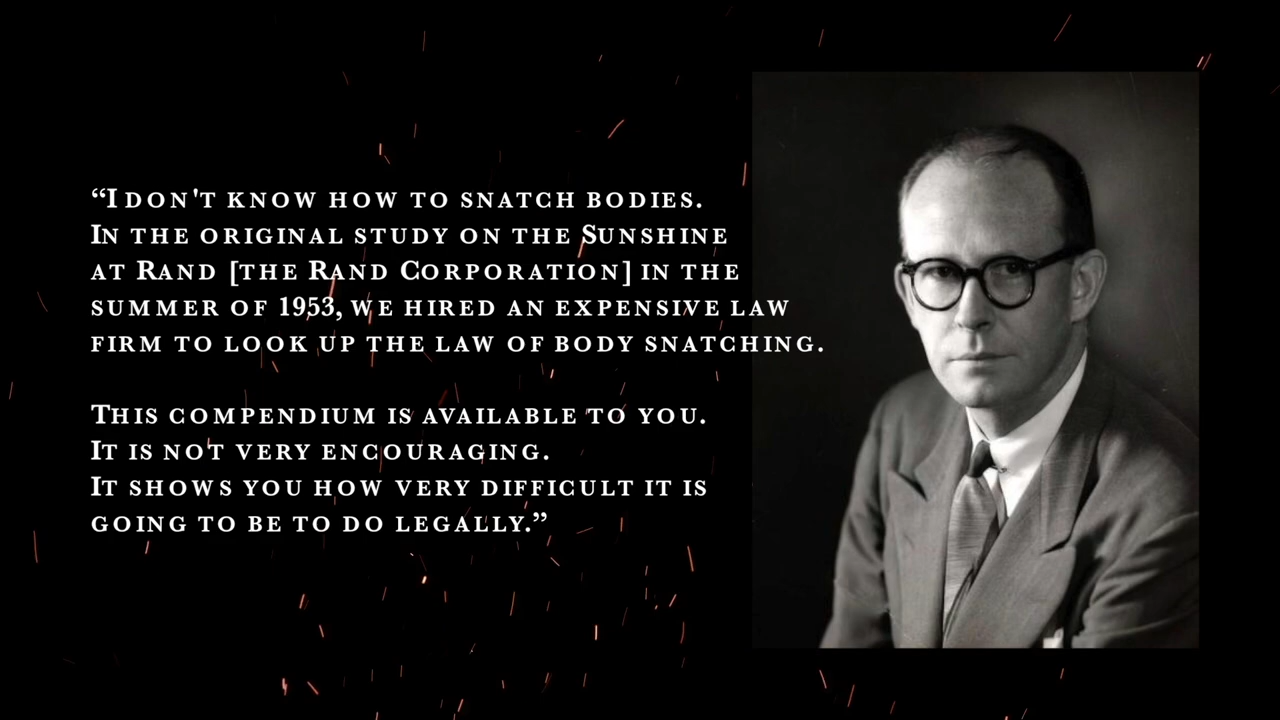 “I don't know how to snatch bodies.
In the original study on the Sunshine
at Rand [the Rand Corporation] in the
summer of 1953, we hired an expensive law
firm to look up the law of body snatching.
This compendium is available to you.
It is not very encouraging.
It shows you how very difficult it is
going to be to do legally.”